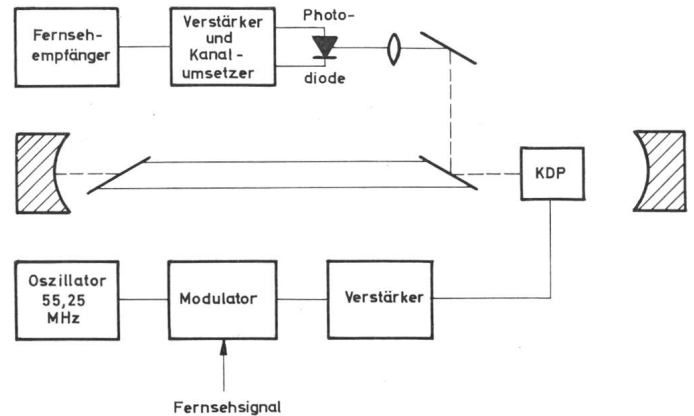 Fernseh-
empfänger
Verstärker
und
Kanal-
umsetzer
Photo-
diode
KDP
Oszillator
55,25
MHz
Modulator
Verstärker
Fernsehsignal